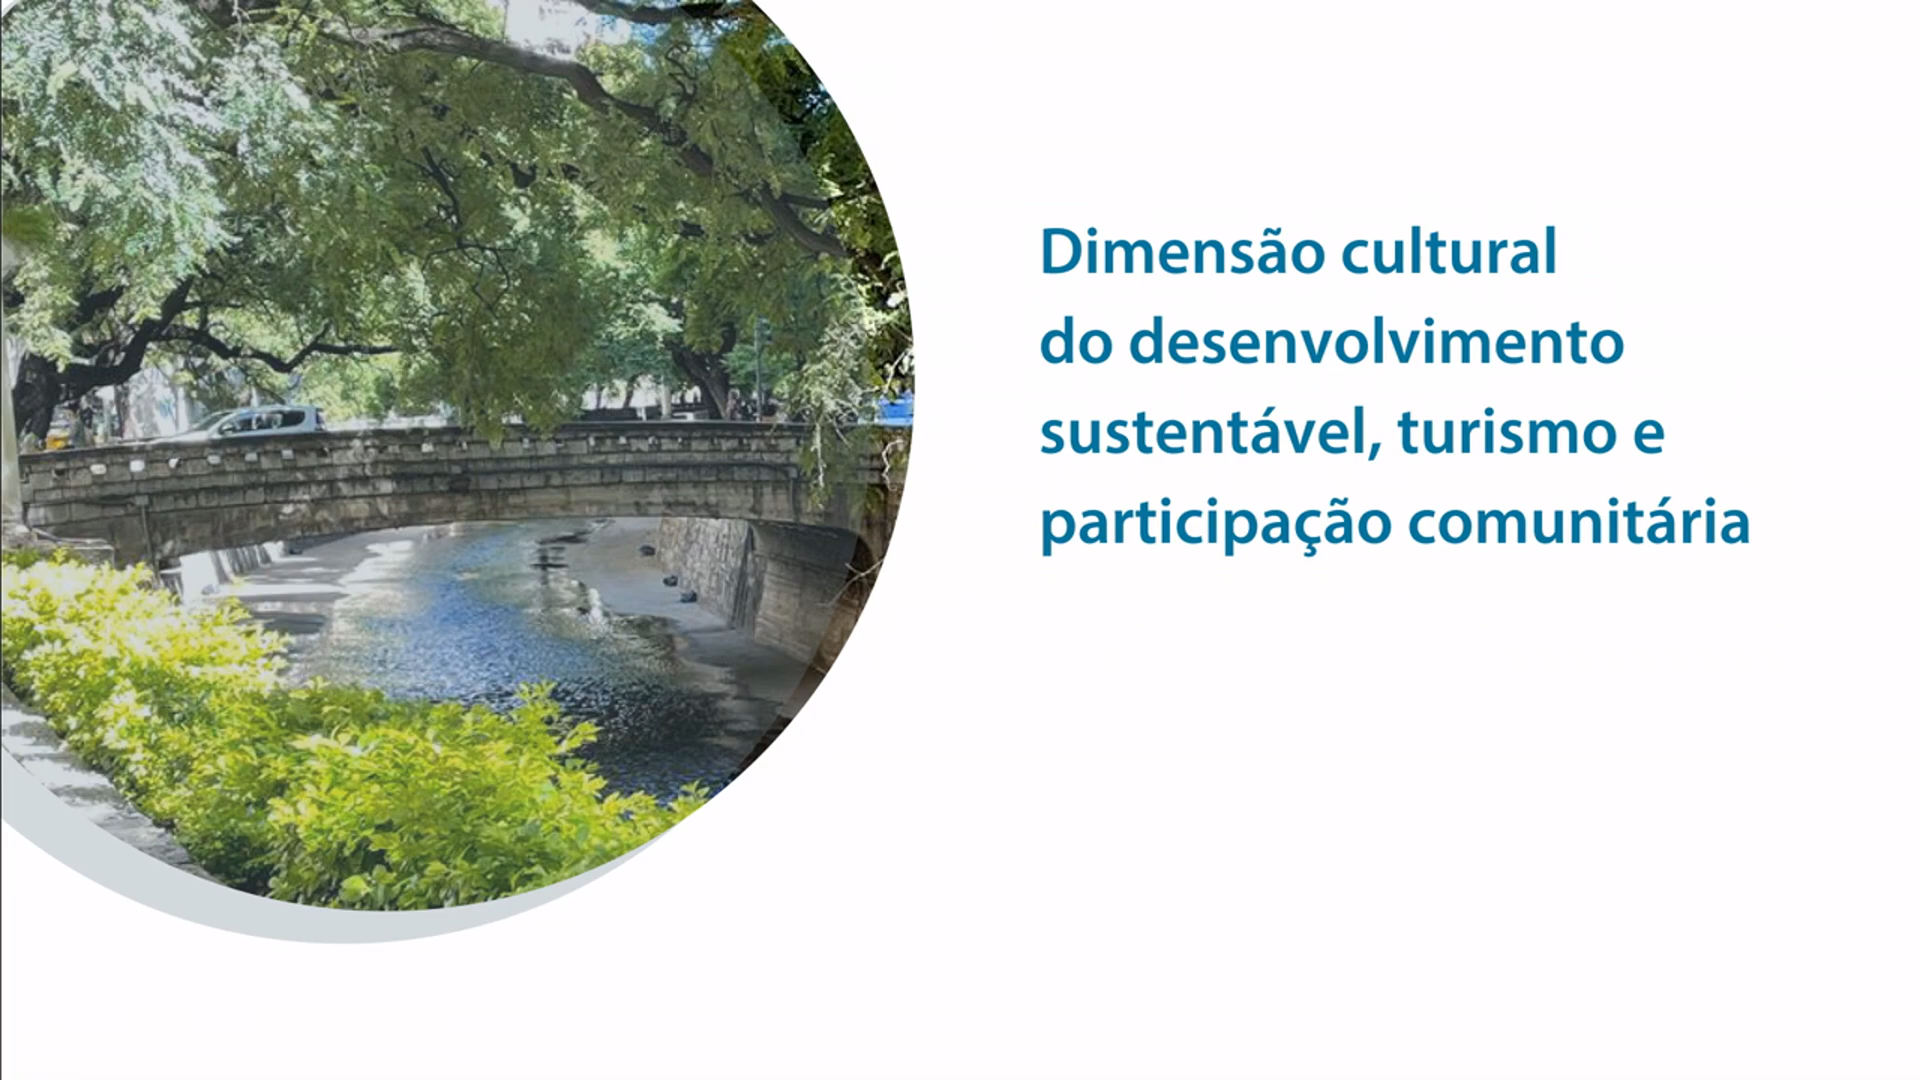 Dimensão cultural
do desenvolvimento
sustentável, turismo e
participação comunitária